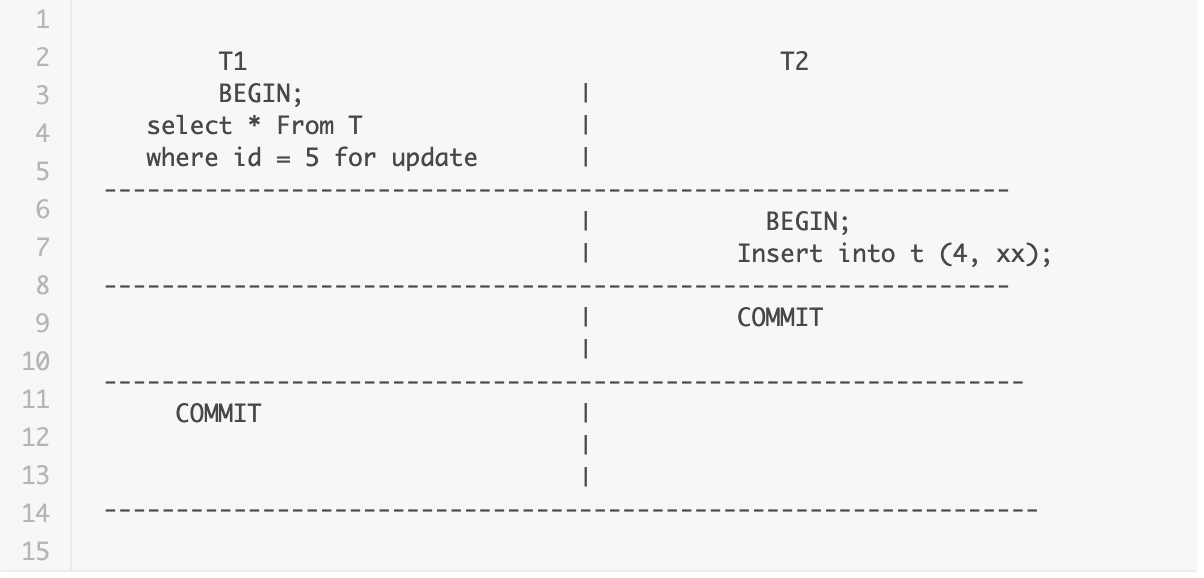 1
2 T1 T2
3 BEGIN; |
4 select * From T |
5 where id = 5 for update |
---------------------------------------------------------------
6 | BEGIN;
7 | Insert into t (4, xx);
8 ---------------------------------------------------------------
9 | COMMIT
10 |
----------------------------------------------------------------
11 COMMIT |
12 |
13 |
14 -----------------------------------------------------------------
15